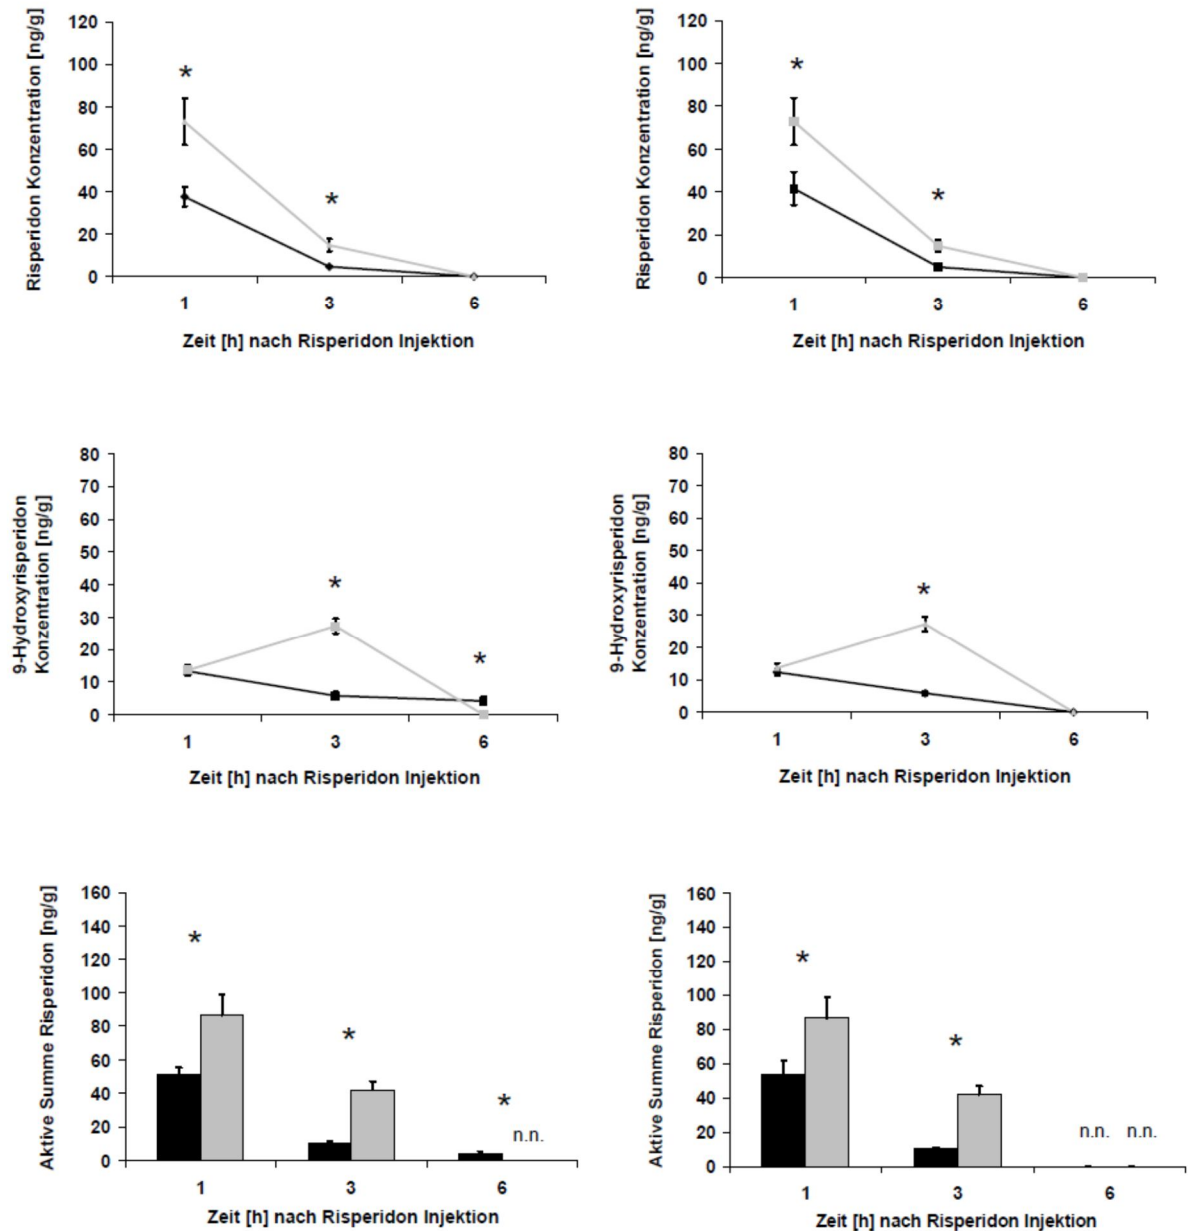 Risperidon Konzentration [ng/g]
120
100
80
60
40
20
0
*
*
1 3 6
Zeit [h] nach Risperidon Injektion
Risperidon Konzentration [ng/g]
120
100
80
60
40
20
0
*
*
1 3 6
Zeit [h] nach Risperidon Injektion
9-Hydroxyrisperidon
Konzentration [ng/g]
80
70
60
50
40
30
20
10
0
*
*
1 3 6
Zeit [h] nach Risperidon Injektion
9-Hydroxyrisperidon
Konzentration [ng/g]
80
70
60
50
40
30
20
10
0
*
1 3 6
Zeit [h] nach Risperidon Injektion
Aktive Summe Risperidon [ng/g]
160
140
120
100
80
60
40
20
0
*
*
*
n.n.
1 3 6
Zeit [h] nach Risperidon Injektion
Aktive Summe Risperidon [ng/g]
160
140
120
100
80
60
40
20
0
*
*
n.n. n.n.
1 3 6
Zeit [h] nach Risperidon Injektion